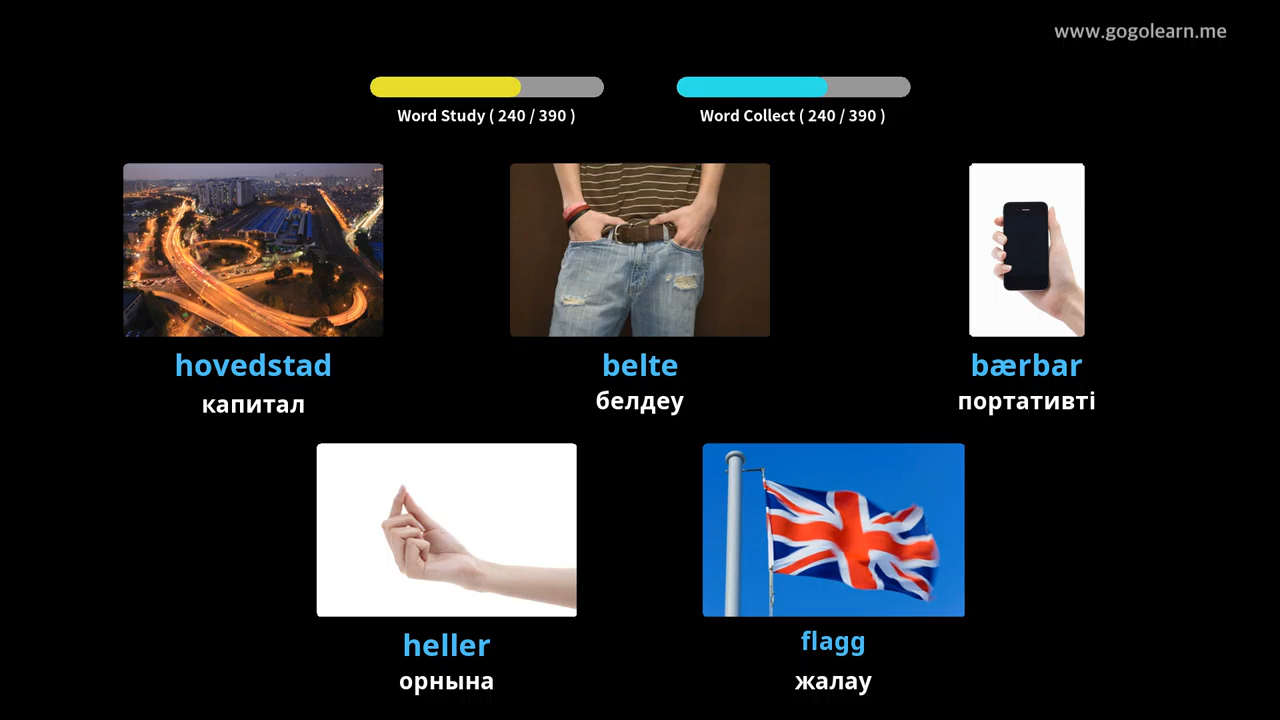 www.gogolearn.me
Word Study ( 240 / 390 )
Word Collect ( 240 / 390 )
hovedstad
капитал
belte
белдеу
bærbar
портативті
heller
орнына
flagg
жалау